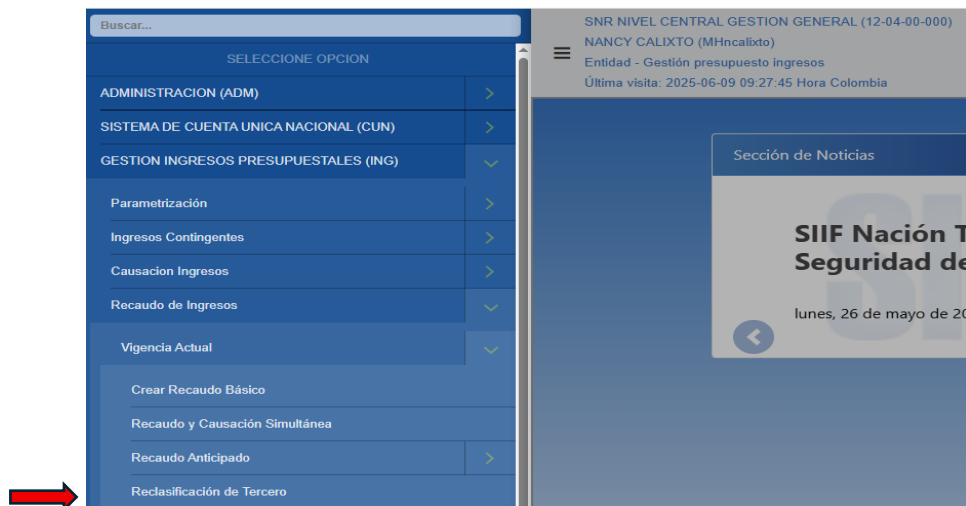 Buscar...
SELECCIONE OPCION
ADMINISTRACION (ADM)
SISTEMA DE CUENTA UNICA NACIONAL (CUN)
GESTION INGRESOS PRESUPUESTALES (ING)
Parametrización
Ingresos Contingentes
Causacion Ingresos
Recaudo de Ingresos
Vigencia Actual
Crear Recaudo Básico
Recaudo y Causación Simultánea
Recaudo Anticipado
Reclasificación de Tercero
SNR NIVEL CENTRAL GESTION GENERAL (12-04-00-000)
NANCY CALIXTO (MHncalixto)
Entidad - Gestión presupuesto ingresos
Última visita: 2025-06-09 09:27:45 Hora Colombia
Sección de Noticias
SIIF Nación
Seguridad
lunes, 26 de mayo de